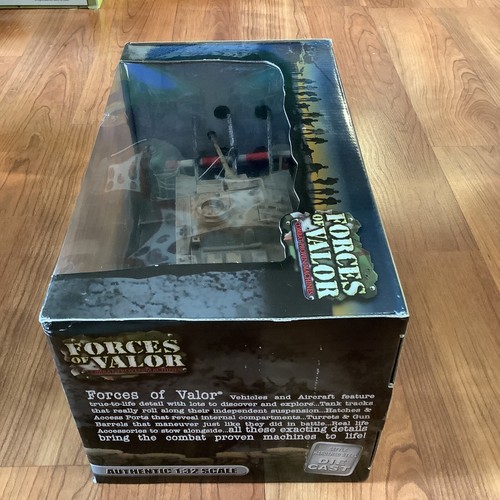 FORCES
OF VALOR
FORCES
OF VALOR
Forces of Valor® Vehicles and Aircraft feature
true-to-life detail with lots to discover and explore...Tank tracks
that really roll along their independent suspension...Hatches &
Access Ports that reveal internal compartments...Turrets & Gun
Barrels that maneuver just like they did in battle...Real life
Accessories to stow alongside...all these exacting details
bring the combat proven machines to life!
AUTHENTIC 1:32 SCALE
DIE
CAST